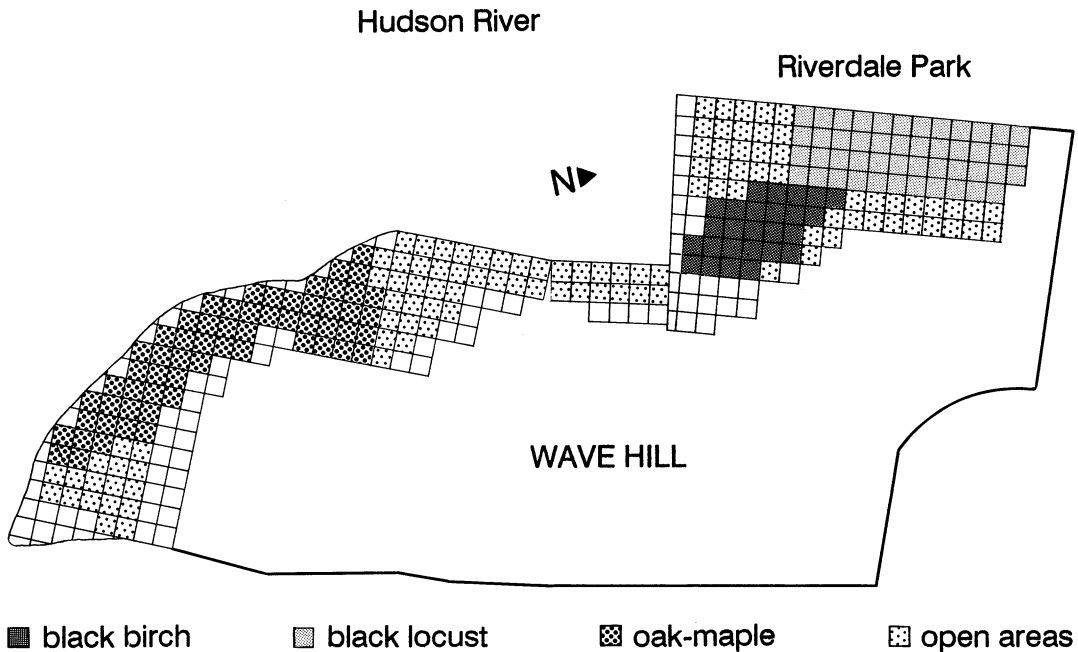 Hudson River
Riverdale Park
N
WAVE HILL
black birch black locust oak-maple open areas